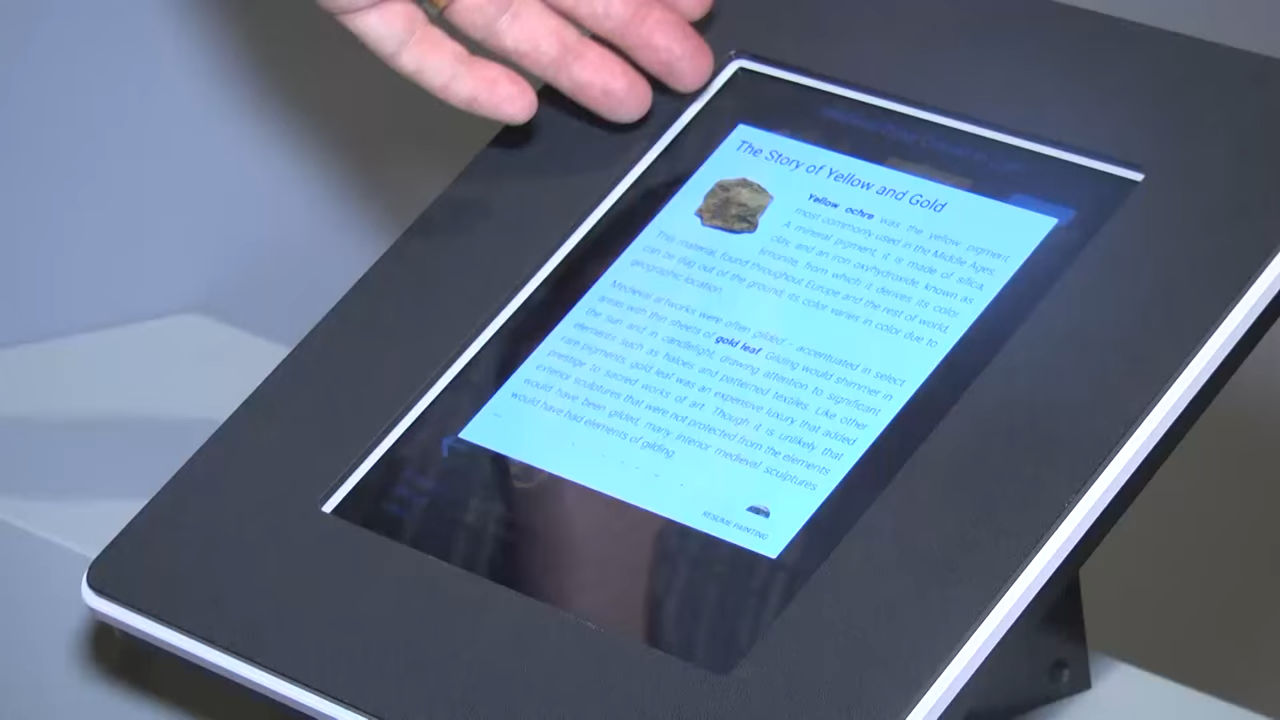 The Story of Yellow and Gold
Yellow ochre was the yellow pigment
most commonly used in the Middle Ages.
A mineral pigment, it is made of silica,
clay, and an iron oxyhydroxide, known as
limonite, from which it derives its color.
This material, found throughout Europe and the rest of world,
can be dug out of the ground; its color varies in color due to
geographic location.
Medieval artworks were often gilded - accentuated in select
areas with thin sheets of gold leaf. Gilding would shimmer in
the sun and in candlelight, drawing attention to significant
elements such as haloes and patterned textiles. Like other
rare pigments, gold leaf was an expensive luxury that added
prestige to sacred works of art. Though it is unlikely that
exterior sculptures that were not protected from the elements
would have been gilded, many interior medieval sculptures
would have had elements of gilding.
RESUME PAINTING